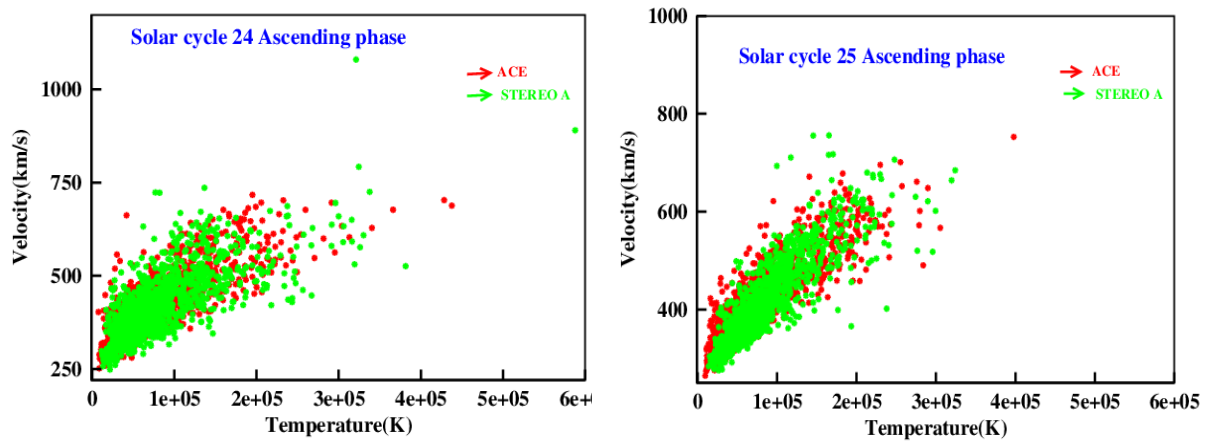 Solar cycle 24 Ascending phase
ACE
STEREO A
Velocity(km/s)
1000
750
500
250
0 1e+05 2e+05 3e+05 4e+05 5e+05 6e+(
Temperature(K)
Solar cycle 25 Ascending phase
ACE
STEREO A
Velocity(km/s)
1000
800
600
400
0 1e+05 2e+05 3e+05 4e+05 5e+05 6e+05
Temperature(K)